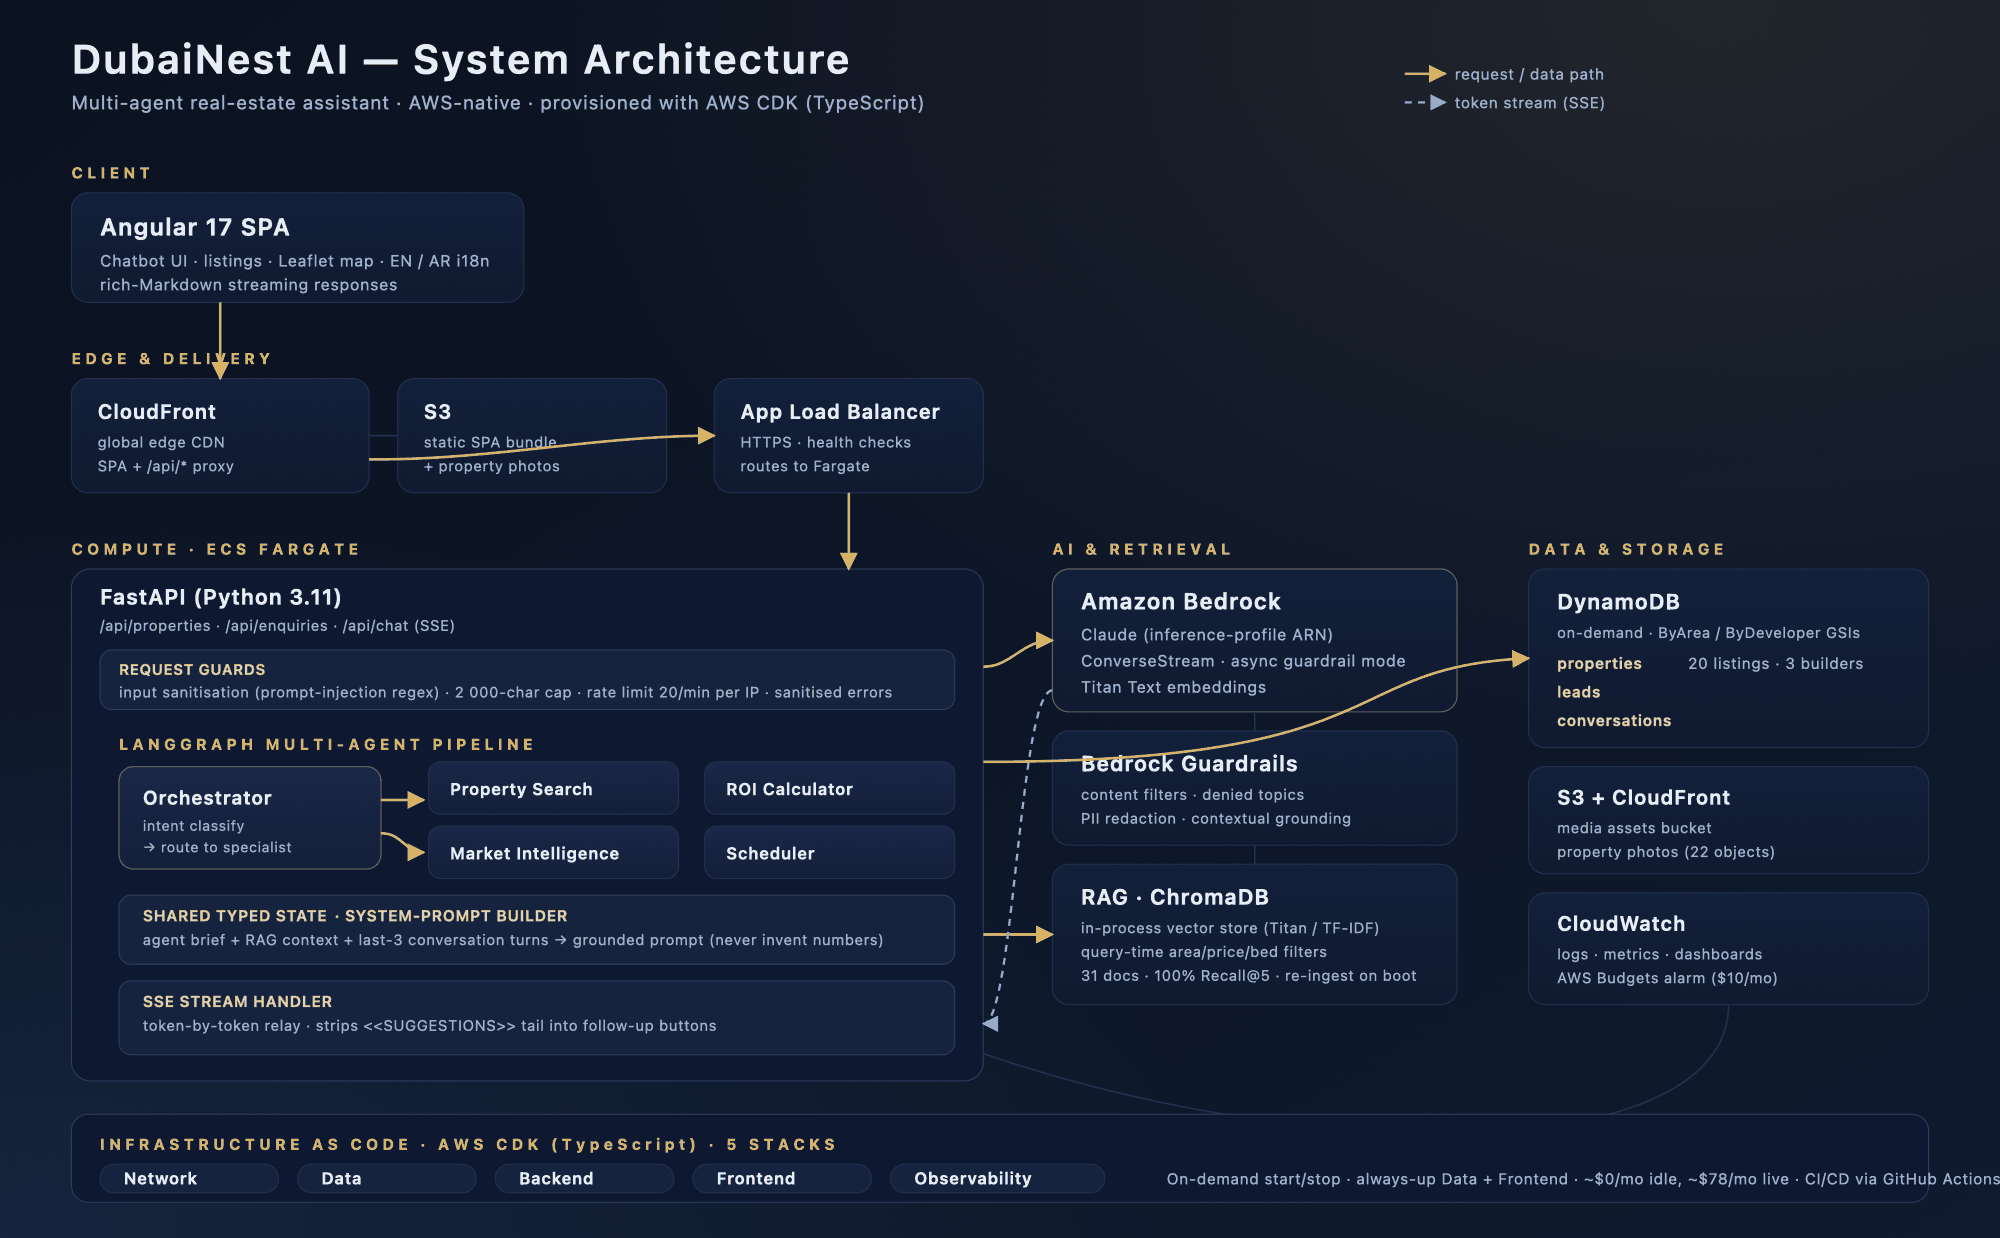 DubaiNest AI — System Architecture
Multi-agent real-estate assistant · AWS-native · provisioned with AWS CDK (TypeScript)
request / data path
token stream (SSE)
CLIENT
Angular 17 SPA
Chatbot UI · listings · Leaflet map · EN / AR i18n
rich-Markdown streaming responses
EDGE & DELIVERY
CloudFront
global edge CDN
SPA + /api/* proxy
S3
static SPA bundle
+ property photos
App Load Balancer
HTTPS · health checks
routes to Fargate
COMPUTE · ECS FARGATE
FastAPI (Python 3.11)
/api/properties · /api/enquiries · /api/chat (SSE)
REQUEST GUARDS
input sanitisation (prompt-injection regex) · 2 000-char cap · rate limit 20/min per IP · sanitised errors
LANGGRAPH MULTI-AGENT PIPELINE
Orchestrator
intent classify
→ route to specialist
Property Search
ROI Calculator
Market Intelligence
Scheduler
SHARED TYPED STATE · SYSTEM-PROMPT BUILDER
agent brief + RAG context + last-3 conversation turns → grounded prompt (never invent numbers)
SSE STREAM HANDLER
token-by-token relay · strips <<SUGGESTIONS>> tail into follow-up buttons
AI & RETRIEVAL
Amazon Bedrock
Claude (inference-profile ARN)
ConverseStream · async guardrail mode
Titan Text embeddings
Bedrock Guardrails
content filters · denied topics
PII redaction · contextual grounding
RAG · ChromaDB
in-process vector store (Titan / TF-IDF)
query-time area/price/bed filters
31 docs · 100% Recall@5 · re-ingest on boot
DATA & STORAGE
DynamoDB
on-demand · ByArea / ByDeveloper GSIs
properties 20 listings · 3 builders
leads
conversations
S3 + CloudFront
media assets bucket
property photos (22 objects)
CloudWatch
logs · metrics · dashboards
AWS Budgets alarm ($10/mo)
INFRASTRUCTURE AS CODE · AWS CDK (TypeScript) · 5 STACKS
Network
Data
Backend
Frontend
Observability
On-demand start/stop · always-up Data + Frontend · ~$0/mo idle, ~$78/mo live · CI/CD via GitHub Actions